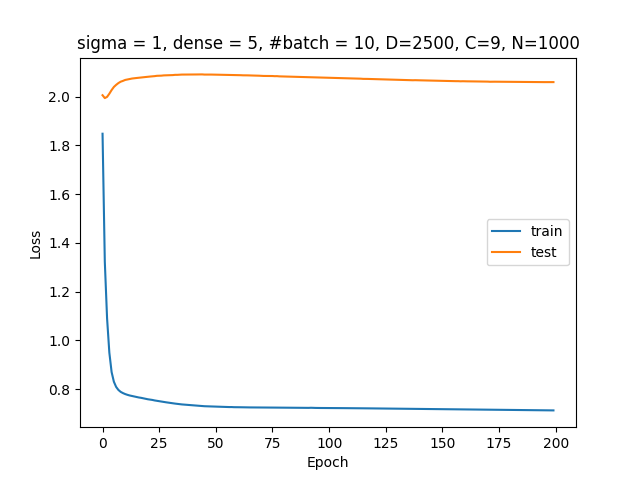 sigma = 1, dense = 5, #batch = 10, D=2500, C=9, N=1000
2.0
1.8
1.6
1.4
1.2
1.0
0.8
Loss
train
test
0 25 50 75 100 125 150 175 200
Epoch